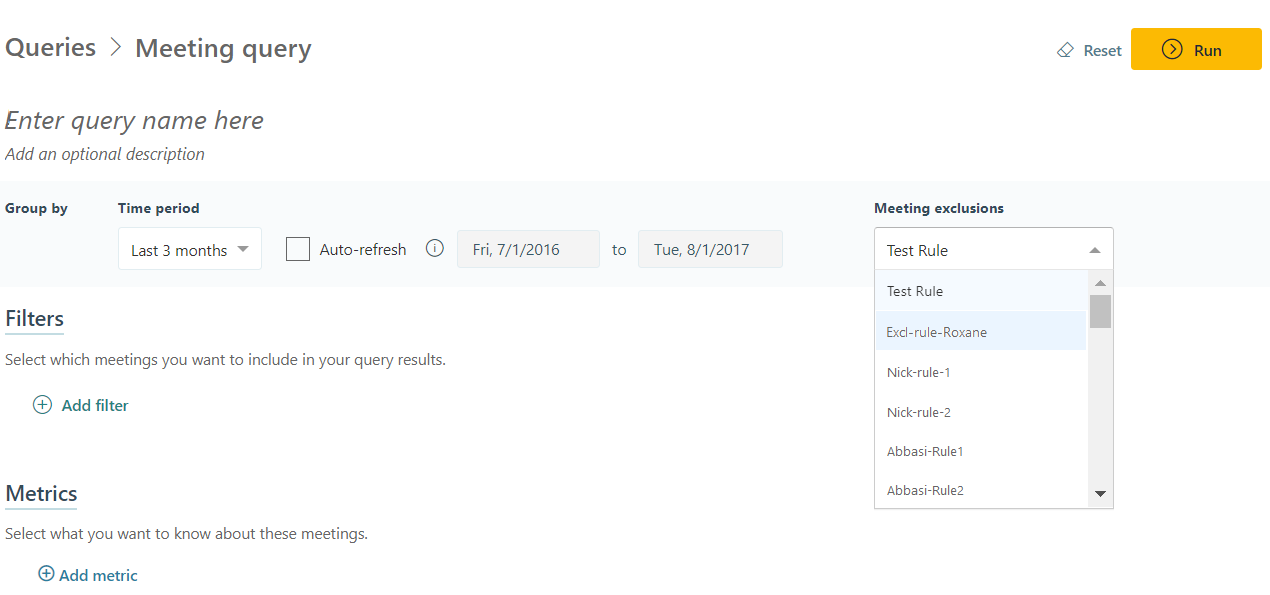 Queries > Meeting query
Reset
Run
Enter query name here
Add an optional description
Group by
Time period
Meeting exclusions
Last 3 months
Auto-refresh
Fri, 7/1/2016
to
Tue, 8/1/2017
Test Rule
Test Rule
Excl-rule-Roxane
Nick-rule-1
Nick-rule-2
Abbasi-Rule1
Abbasi-Rule2
Filters
Select which meetings you want to include in your query results.
Add filter
Metrics
Select what you want to know about these meetings.
Add metric